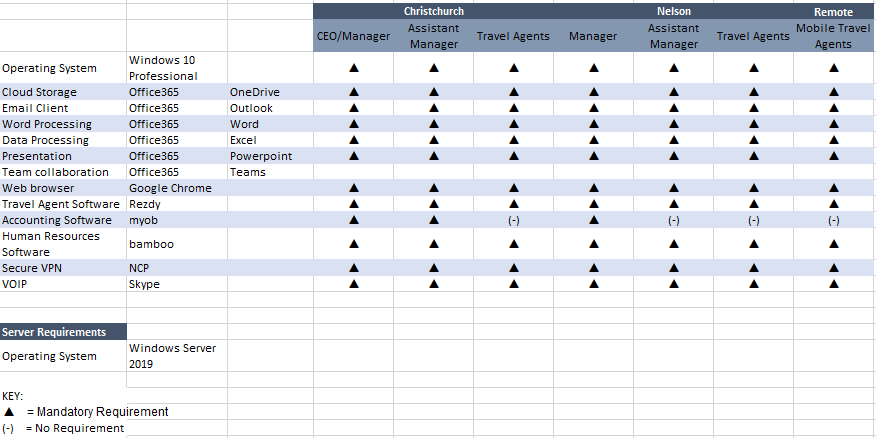 Christchurch Nelson Remote
CEO/Manager Assistant Manager Travel Agents Manager Assistant Manager Travel Agents Mobile Travel Agents
Operating System Windows 10 Professional ▲ ▲ ▲ ▲ ▲ ▲ ▲
Cloud Storage Office365 OneDrive ▲ ▲ ▲ ▲ ▲ ▲ ▲
Email Client Office365 Outlook ▲ ▲ ▲ ▲ ▲ ▲ ▲
Word Processing Office365 Word ▲ ▲ ▲ ▲ ▲ ▲ ▲
Data Processing Office365 Excel ▲ ▲ ▲ ▲ ▲ ▲ ▲
Presentation Office365 Powerpoint ▲ ▲ ▲ ▲ ▲ ▲ ▲
Team collaboration Office365 Teams
Web browser Google Chrome ▲ ▲ ▲ ▲ ▲ ▲ ▲
Travel Agent Software Rezdy ▲ ▲ ▲ ▲ ▲ ▲ ▲
Accounting Software myob ▲ ▲ (-) ▲ (-) (-) (-)
Human Resources Software bamboo ▲ ▲ ▲ ▲ ▲ ▲ ▲
Secure VPN NCP ▲ ▲ ▲ ▲ ▲ ▲ ▲
VOIP Skype ▲ ▲ ▲ ▲ ▲ ▲ ▲
Server Requirements
Operating System Windows Server 2019
KEY:
▲ = Mandatory Requirement
(-) = No Requirement